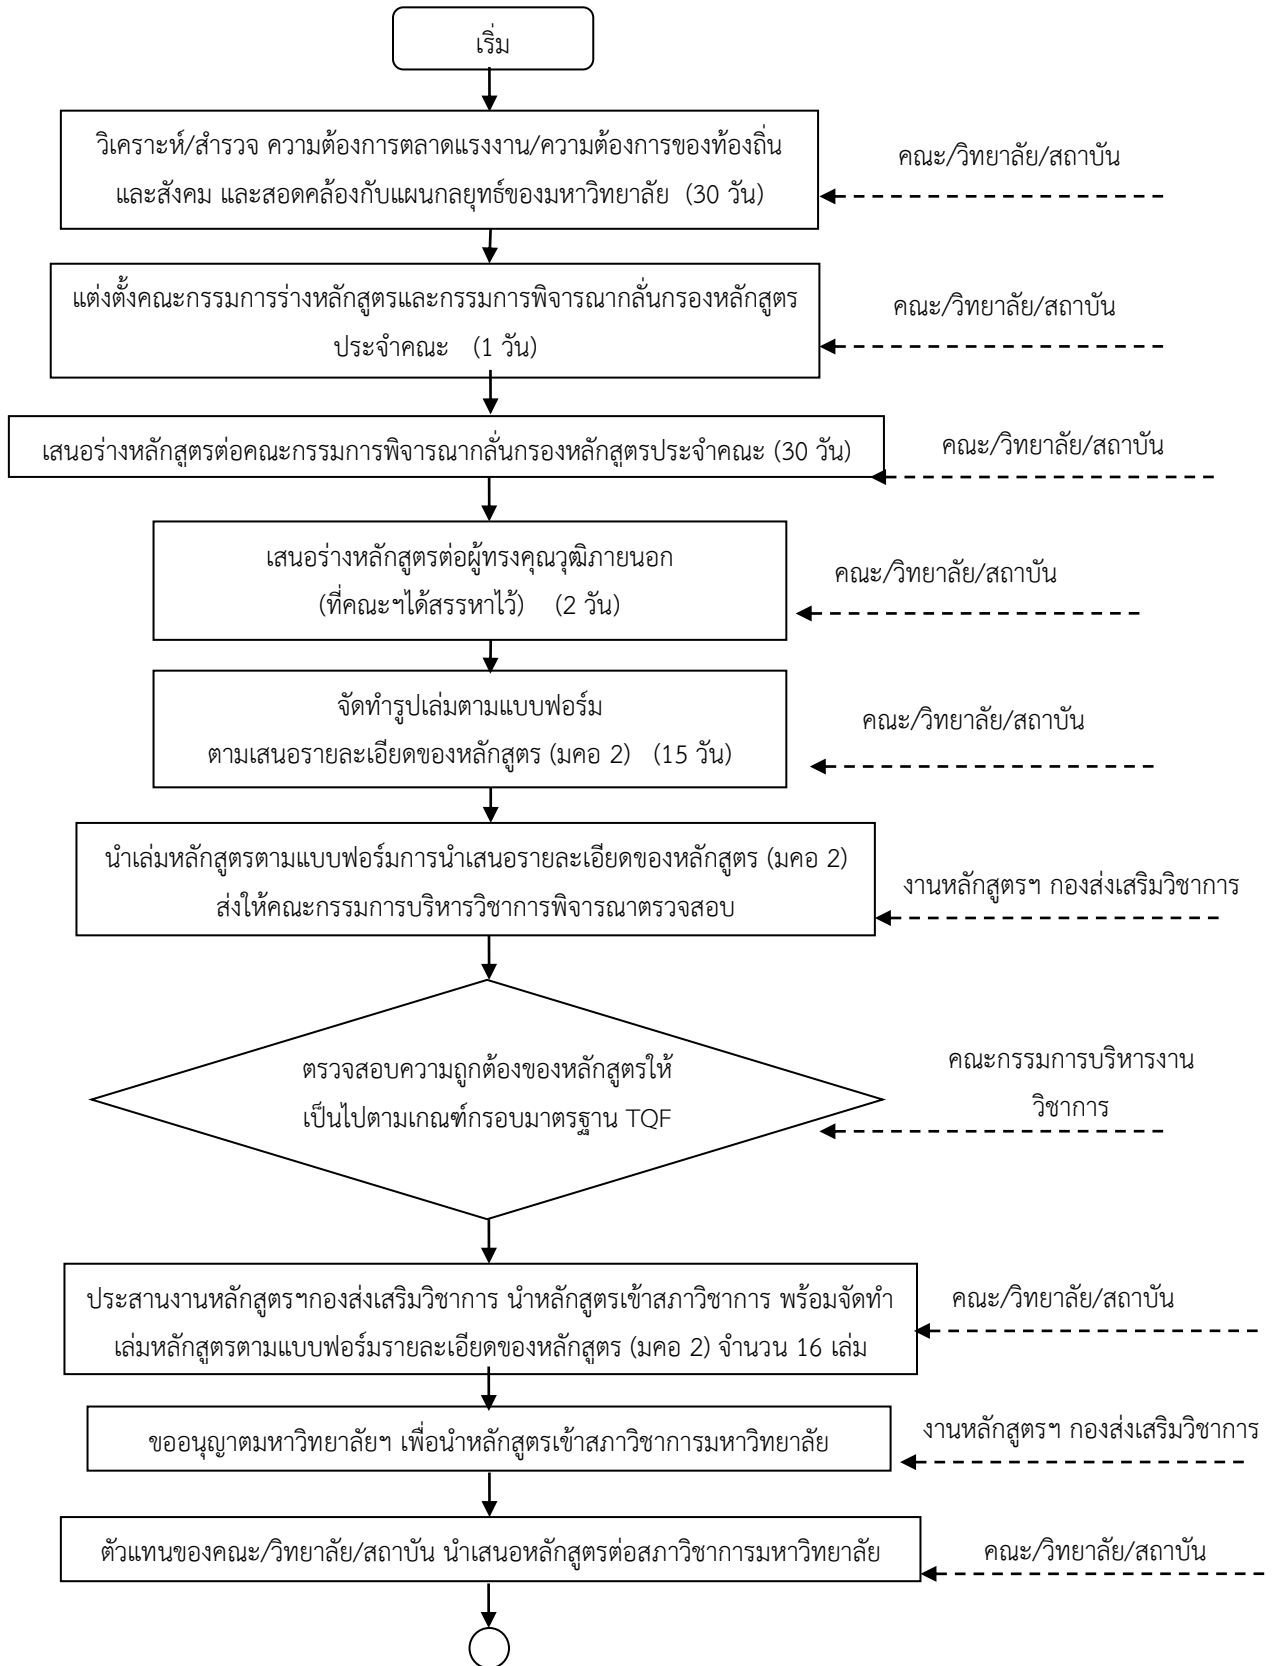 เริ่ม
วิเคราะห์/สำรวจ ความต้องการตลาดแรงงาน/ความต้องการของท้องถิ่น
และสังคม และสอดคล้องกับแผนกลยุทธ์ของมหาวิทยาลัย (30 วัน)
คณะ/วิทยาลัย/สถาบัน
แต่งตั้งคณะกรรมการร่างหลักสูตรและกรรมการพิจารณากลั่นกรองหลักสูตร
ประจำคณะ (1 วัน)
คณะ/วิทยาลัย/สถาบัน
เสนอร่างหลักสูตรต่อคณะกรรมการพิจารณากลั่นกรองหลักสูตรประจำคณะ (30 วัน)
คณะ/วิทยาลัย/สถาบัน
เสนอร่างหลักสูตรต่อผู้ทรงคุณวุฒิภายนอก
(ที่คณะฯได้สรรหาไว้) (2 วัน)
คณะ/วิทยาลัย/สถาบัน
จัดทำรูปเล่มตามแบบฟอร์ม
ตามเสนอรายละเอียดของหลักสูตร (มคอ 2) (15 วัน)
คณะ/วิทยาลัย/สถาบัน
นำเล่มหลักสูตรตามแบบฟอร์มการนำเสนอรายละเอียดของหลักสูตร (มคอ 2)
ส่งให้คณะกรรมการบริหารวิชาการพิจารณาตรวจสอบ
งานหลักสูตรฯ กองส่งเสริมวิชาการ
ตรวจสอบความถูกต้องของหลักสูตรให้
เป็นไปตามเกณฑ์กรอบมาตรฐาน TQF
คณะกรรมการบริหารงาน
วิชาการ
ประสานงานหลักสูตรฯกองส่งเสริมวิชาการ นำหลักสูตรเข้าสภาวิชาการ พร้อมจัดทำ
เล่มหลักสูตรตามแบบฟอร์มรายละเอียดของหลักสูตร (มคอ 2) จำนวน 16 เล่ม
คณะ/วิทยาลัย/สถาบัน
ขออนุญาตมหาวิทยาลัยฯ เพื่อนำหลักสูตรเข้าสภาวิชาการมหาวิทยาลัย
งานหลักสูตรฯ กองส่งเสริมวิชาการ
ตัวแทนของคณะ/วิทยาลัย/สถาบัน นำเสนอหลักสูตรต่อสภาวิชาการมหาวิทยาลัย
คณะ/วิทยาลัย/สถาบัน